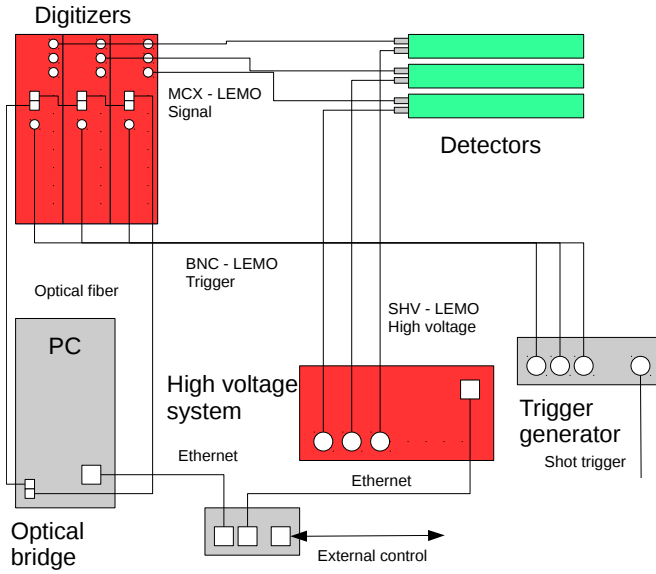 Digitizers
MCX - LEMO
Signal
Detectors
BNC - LEMO
Trigger
Optical fiber
SHV - LEMO
High voltage
PC
High voltage
system
Trigger
generator
Shot trigger
Ethernet
Ethernet
Optical
bridge
External control